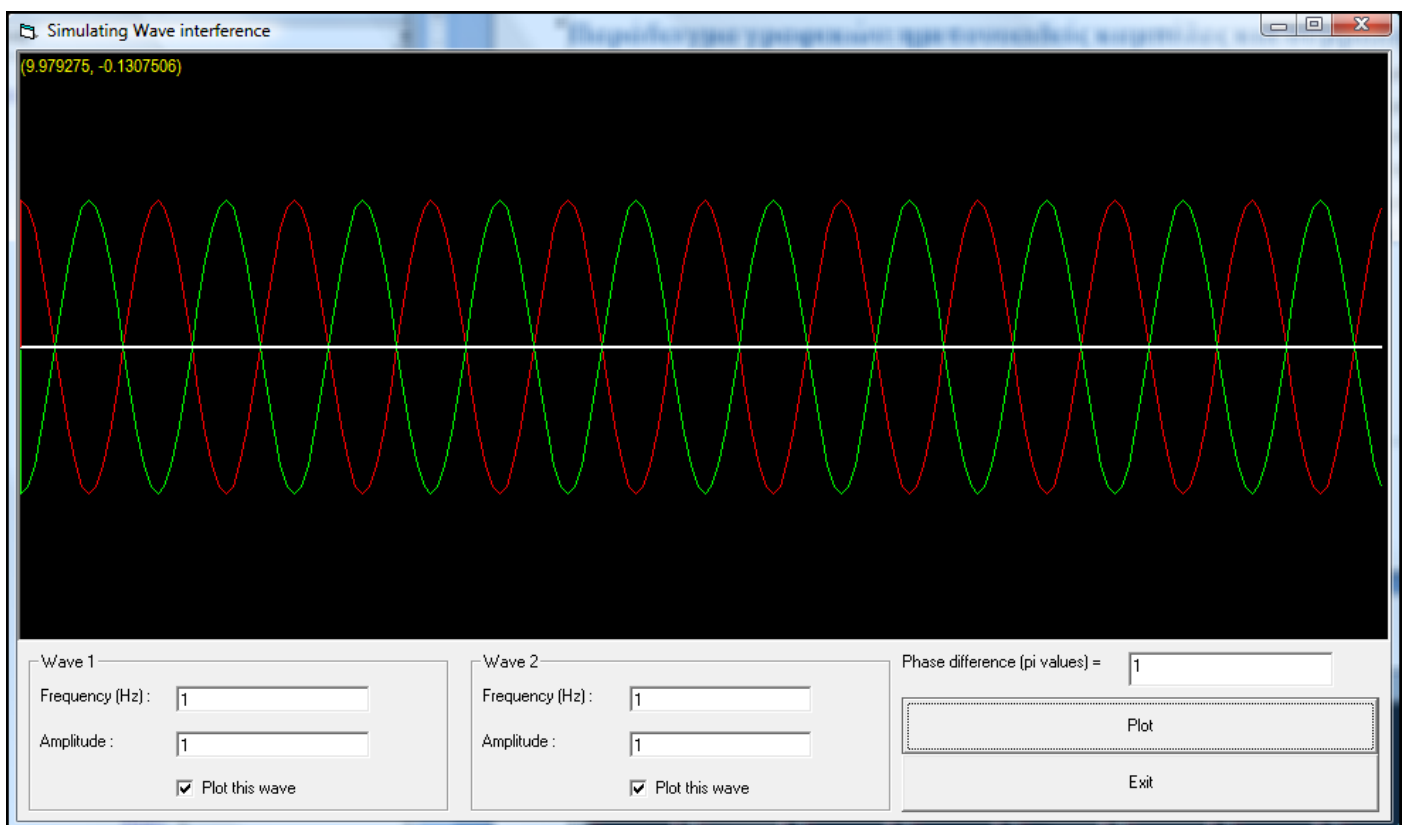 Simulating Wave interference
(9.979275, -0.1307506)
Wave 1
Frequency (Hz) : 1
Amplitude : 1
Plot this wave
Wave 2
Frequency (Hz) : 1
Amplitude : 1
Plot this wave
Phase difference (pi values) = 1
Plot
Exit